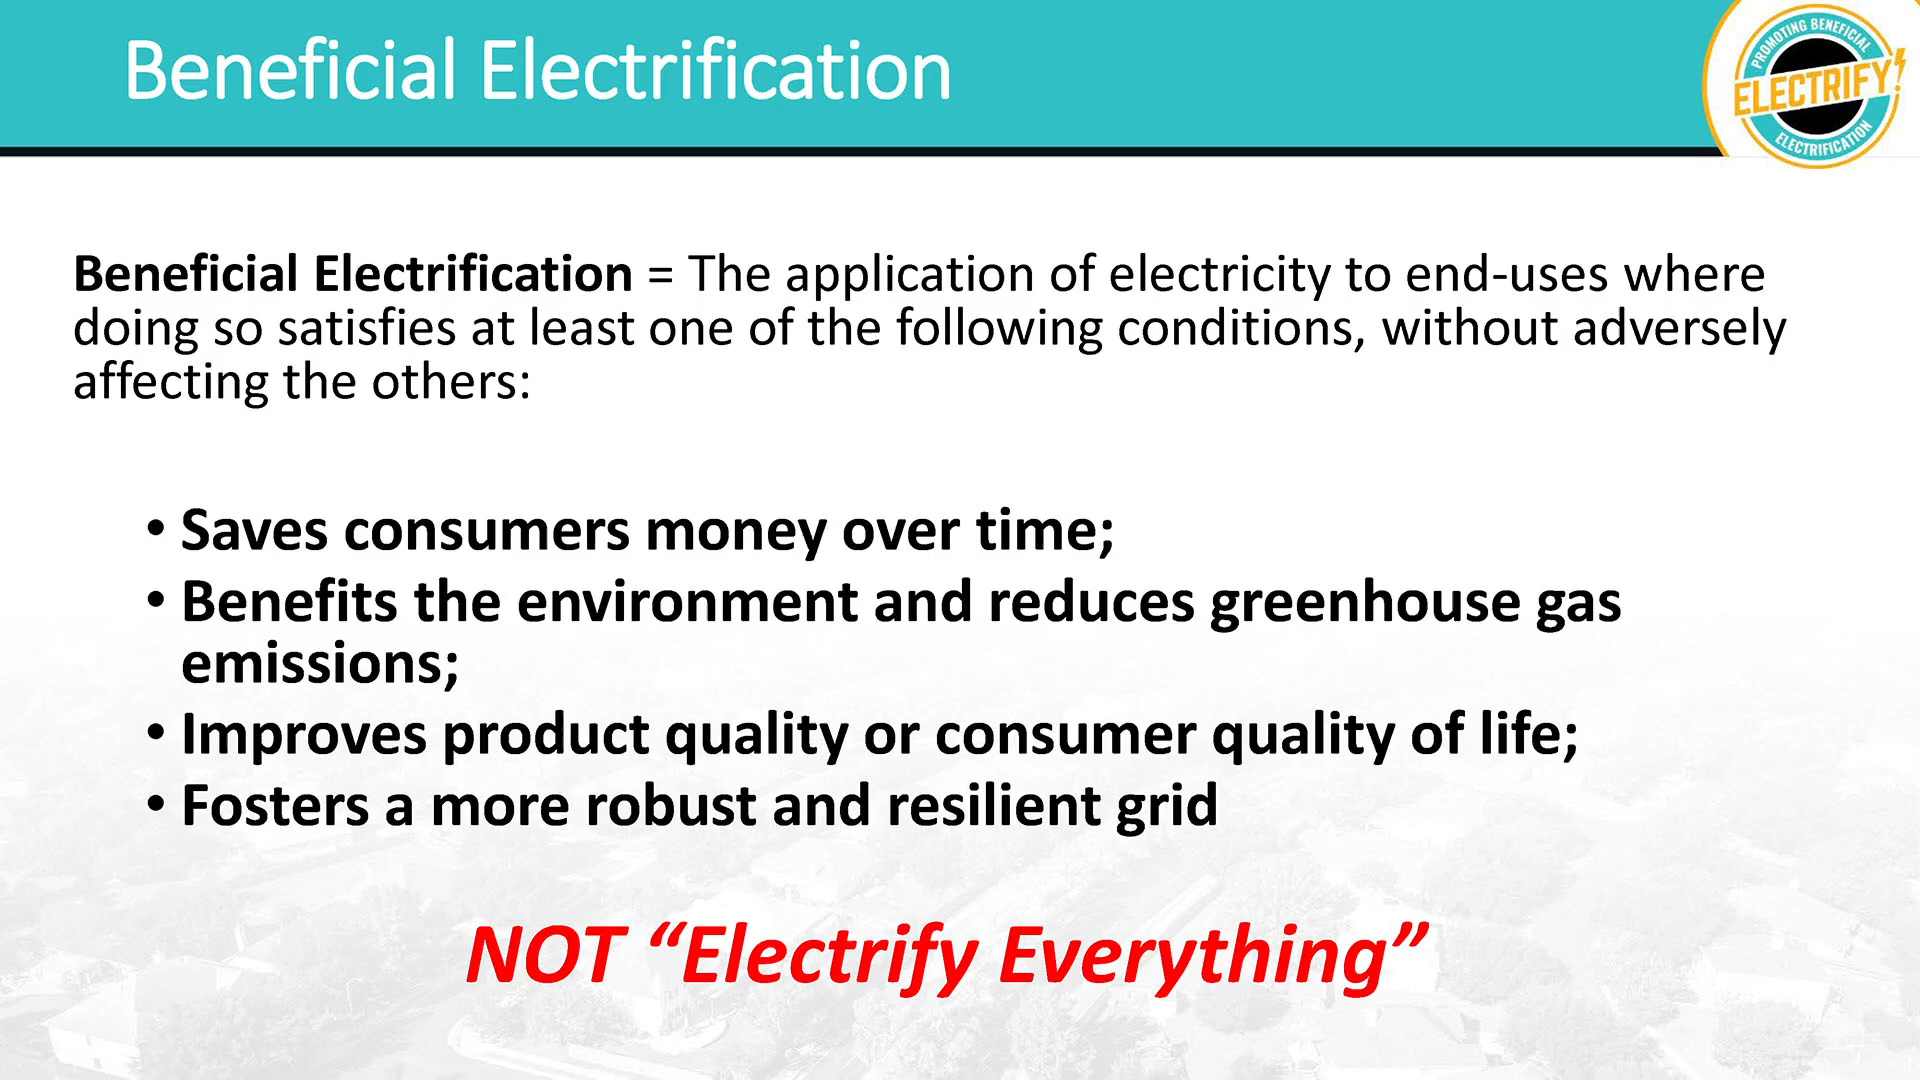 Beneficial Electrification
PROMOTING BENEFICIAL
ELECTRIFY!
ELECTRIFICATION
Beneficial Electrification = The application of electricity to end-uses where
doing so satisfies at least one of the following conditions, without adversely
affecting the others:
• Saves consumers money over time;
• Benefits the environment and reduces greenhouse gas
emissions;
• Improves product quality or consumer quality of life;
• Fosters a more robust and resilient grid
NOT “Electrify Everything”